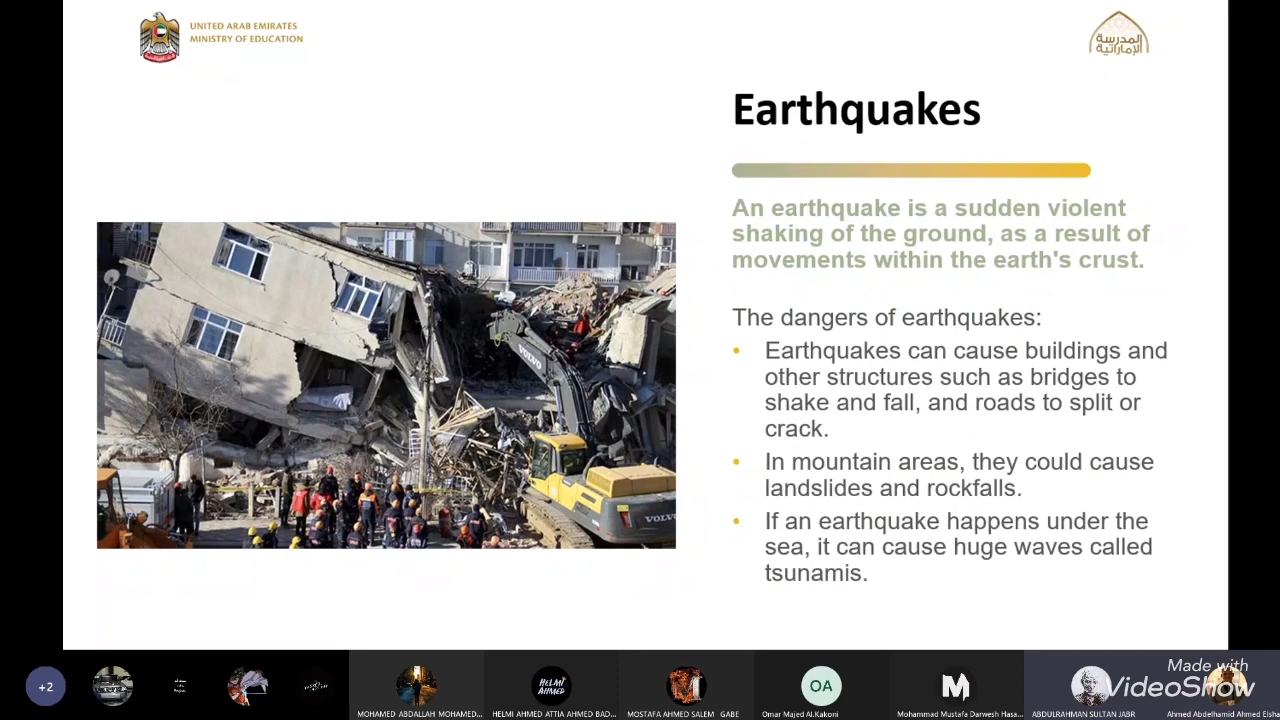 UNITED ARAB EMIRATES
MINISTRY OF EDUCATION
المدرسة
الإماراتية
Earthquakes
An earthquake is a sudden violent
shaking of the ground, as a result of
movements within the earth's crust.
The dangers of earthquakes:
• Earthquakes can cause buildings and
other structures such as bridges to
shake and fall, and roads to split or
crack.
• In mountain areas, they could cause
landslides and rockfalls.
• If an earthquake happens under the
sea, it can cause huge waves called
tsunamis.
VOLVO
VOLVO
+2
HELMI
AHMED
OA
M
Made with
VideoShow
MOHAMED ABDALLAH MOHAMED...
HELMI AHMED ATTIA AHMED BAD...
MOSTAFA AHMED SALEM GABE
Omar Majed Al.Kakoni
Mohammad Mustafa Darwesh Hasa...
ABDULRAHMAN SULTAN JABR
Ahmed Abdelhamid Ahmed Elsha